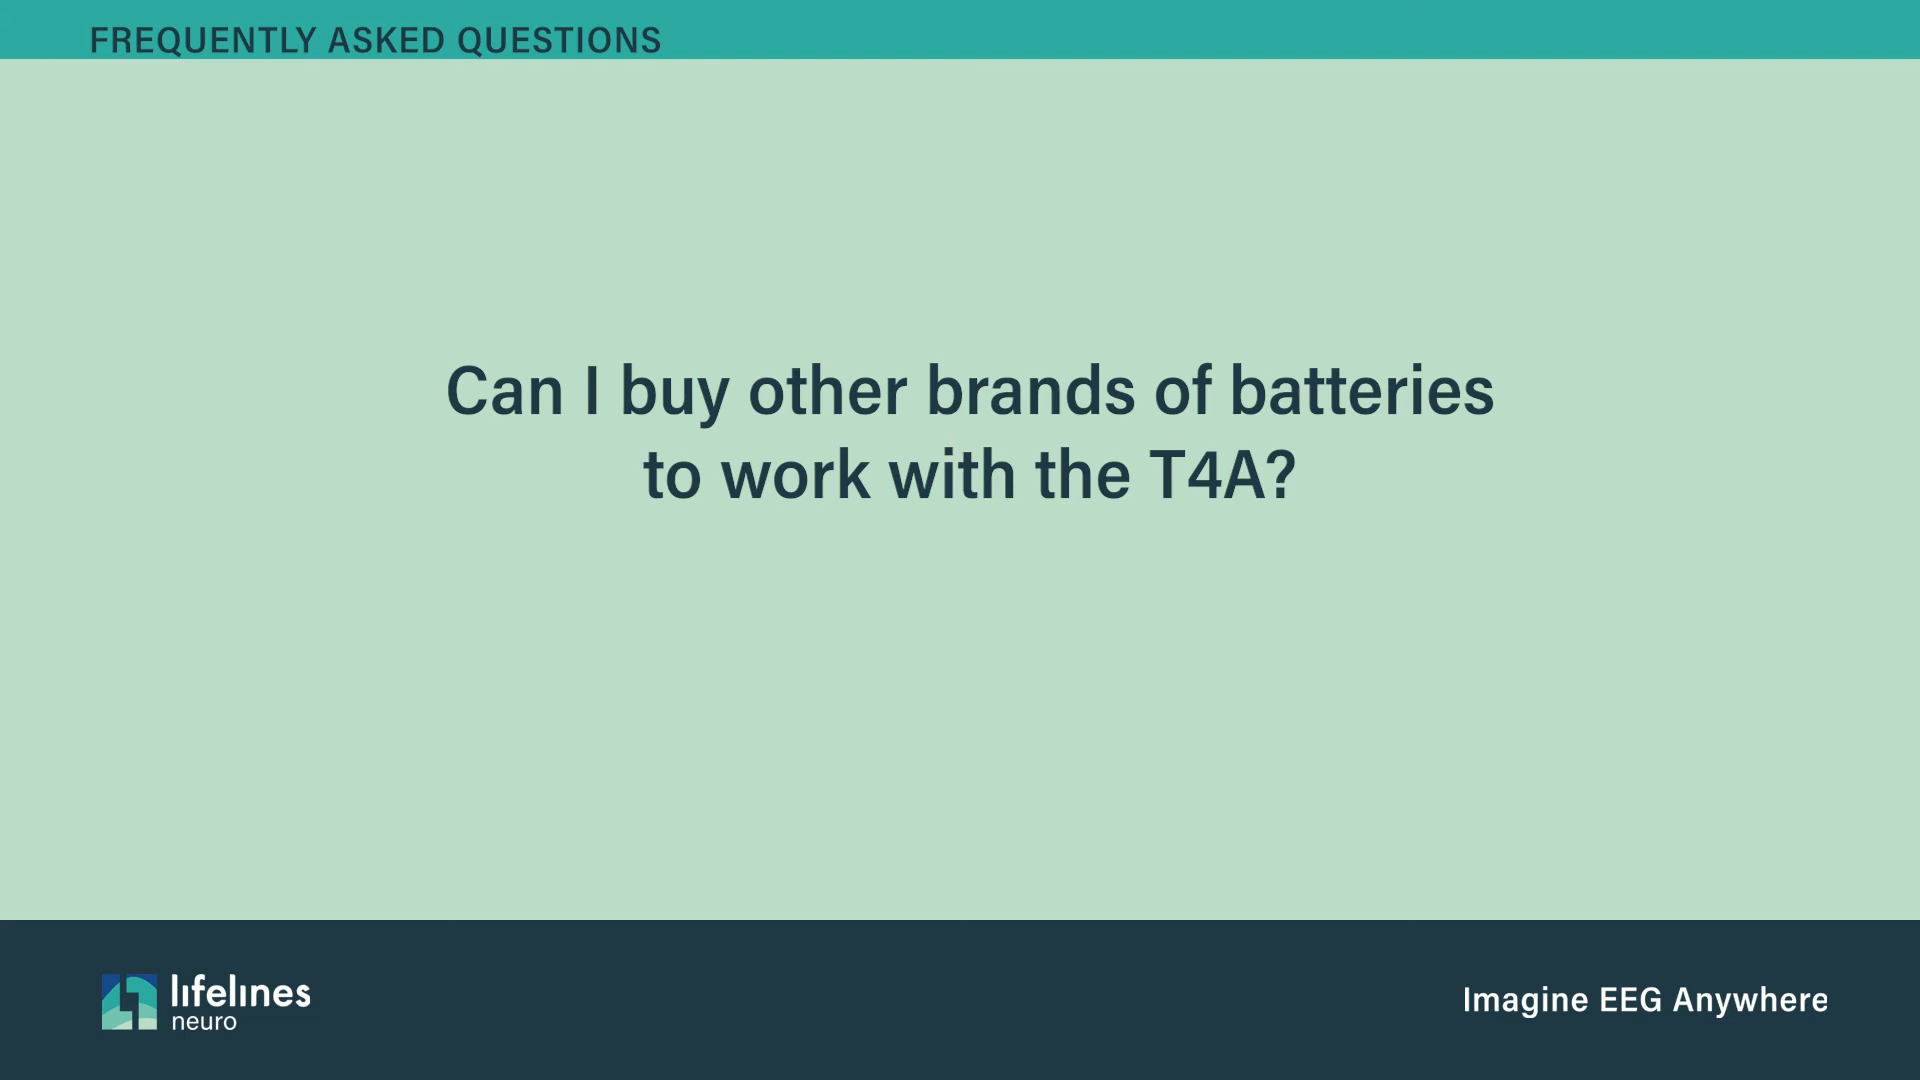 FREQUENTLY ASKED QUESTIONS
Can I buy other brands of batteries
to work with the T4A?
lifelines
neuro
Imagine EEG Anywhere